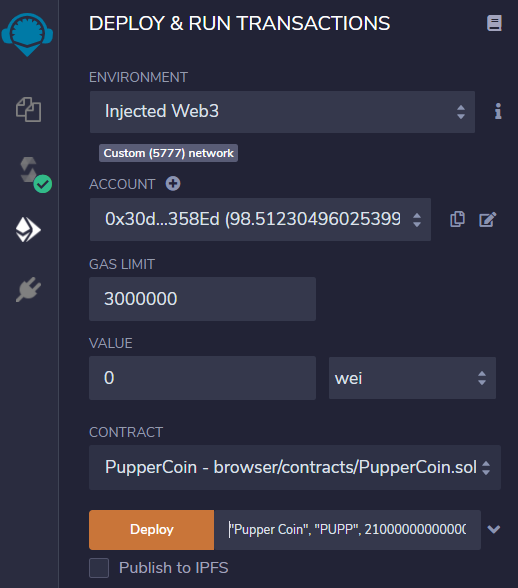 DEPLOY & RUN TRANSACTIONS
ENVIRONMENT
Injected Web3
Custom (5777) network
ACCOUNT
0x30d...358Ed (98.51230496025399
GAS LIMIT
3000000
VALUE
0 wei
CONTRACT
PupperCoin - browser/contracts/PupperCoin.sol
Deploy "Pupper Coin", "PUPP", 21000000000000
Publish to IPFS